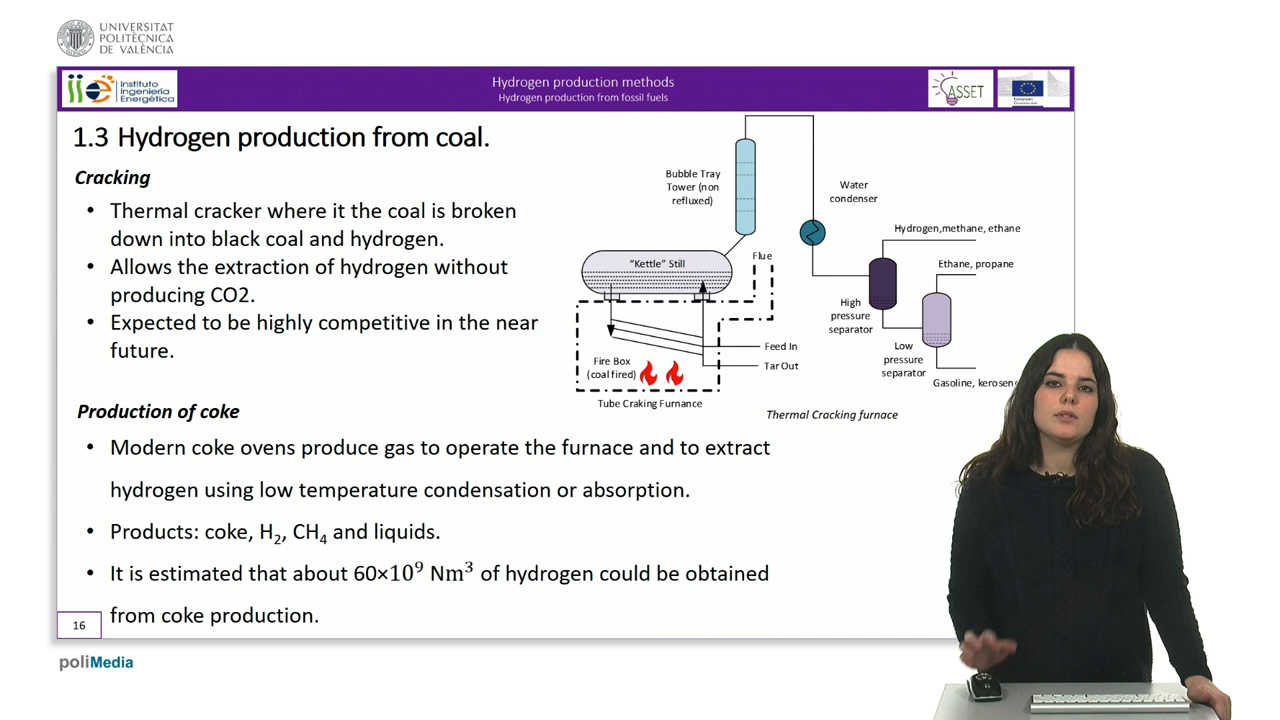 UNIVERSITAT
POLITÈCNICA
DE VALÈNCIA
iie Instituto
Ingeniería
Energética
Hydrogen production methods
Hydrogen production from fossil fuels
ASSET
European
Commission
1.3 Hydrogen production from coal.
Cracking
• Thermal cracker where it the coal is broken
down into black coal and hydrogen.
• Allows the extraction of hydrogen without
producing CO2.
• Expected to be highly competitive in the near
future.
Bubble Tray
Tower (non
refluxed)
Water
condenser
Hydrogen,methane, ethane
"Kettle" Still
Flue
Ethane, propane
High
pressure
separator
Low
pressure
separator
Feed In
Fire Box
(coal fired)
Tar Out
Gasoline, kerosen
Tube Craking Furnance
Thermal Cracking furnace
Production of coke
• Modern coke ovens produce gas to operate the furnace and to extract
hydrogen using low temperature condensation or absorption.
• Products: coke, H₂, CH₄ and liquids.
• It is estimated that about 60×10⁹ Nm³ of hydrogen could be obtained
from coke production.
16
poliMedia